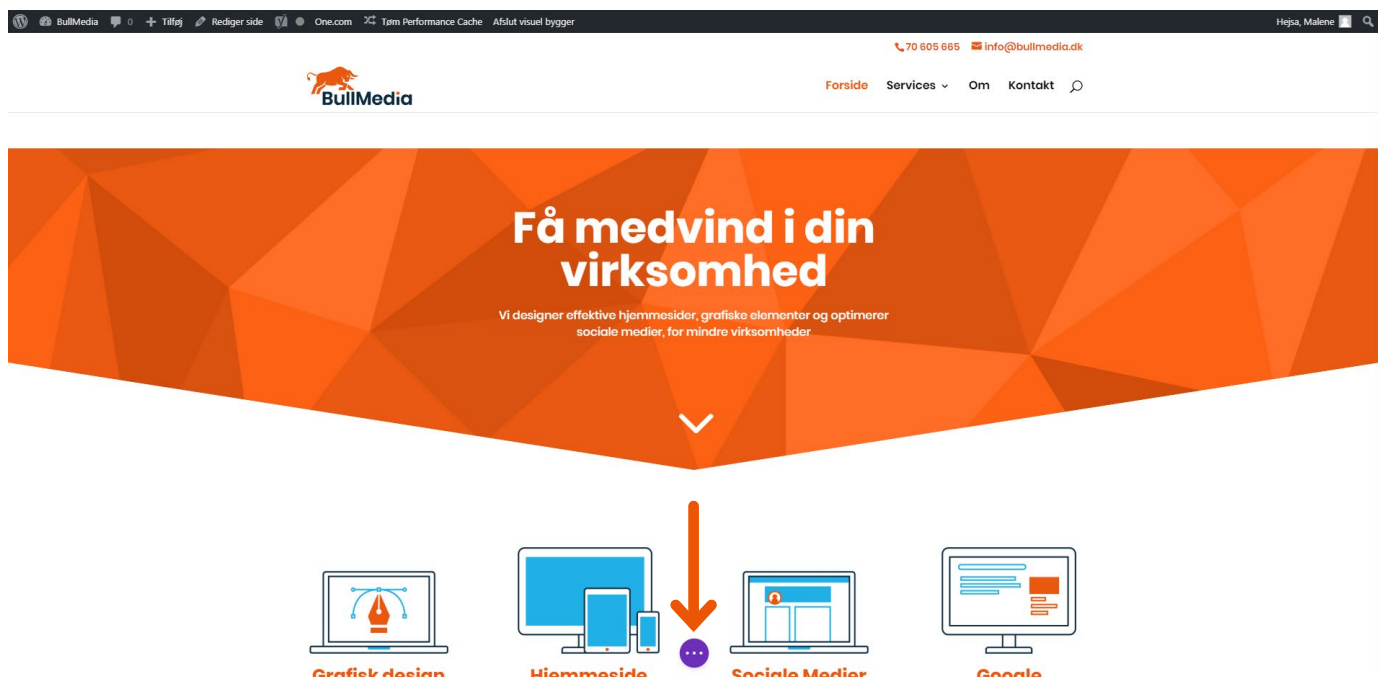 BullMedia 0 Tilføj Rediger side One.com Tøm Performance Cache Afslut visuel bygger Hejsa, Malene
70 605 665 info@bullmedia.dk
BullMedia
Forside Services Om Kontakt
Få medvind i din
virksomhed
Vi designer effektive hjemmesider, grafiske elementer og optimerer
sociale medier, for mindre virksomheder
Grafisk design Hjemmeside Sociale Medier Google